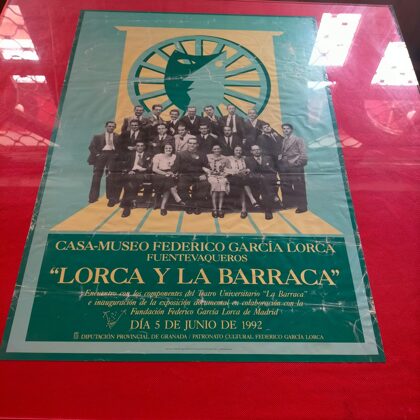 CASA-MUSEO FEDERICO GARCÍA LORCA
FUENTEVAQUEROS
"LORCA Y LA BARRACA"
Encuentro con los componentes del Teatro Universitario "La Barraca"
e inauguración de la exposición documental en colaboración con la
Fundación Federico García Lorca de Madrid
DÍA 5 DE JUNIO DE 1992
DIPUTACIÓN PROVINCIAL DE GRANADA / PATRONATO CULTURAL FEDERICO GARCÍA LORCA